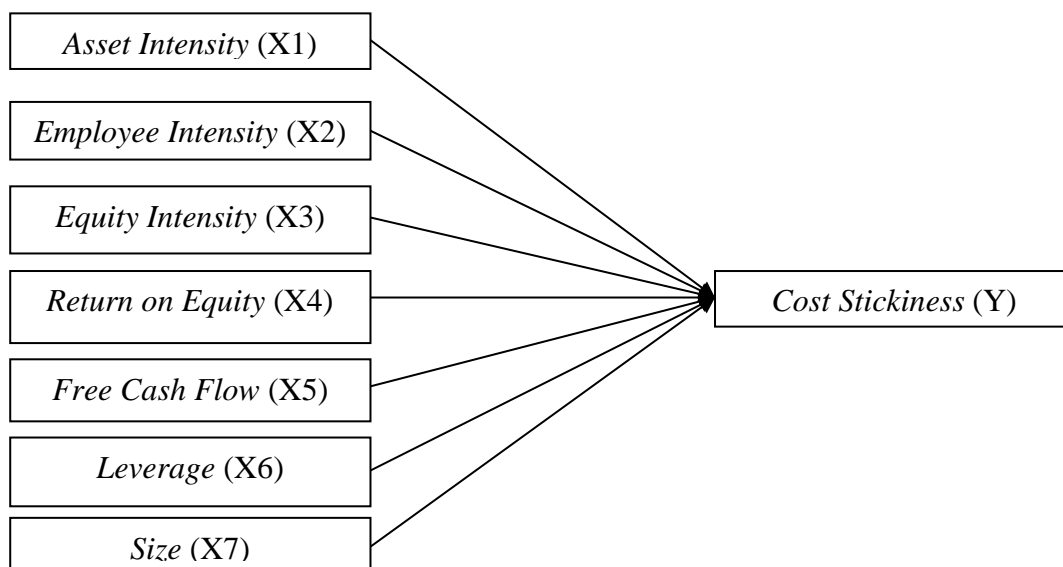 Asset Intensity (X1)
Employee Intensity (X2)
Equity Intensity (X3)
Return on Equity (X4)
Cost Stickiness (Y)
Free Cash Flow (X5)
Leverage (X6)
Size (X7)